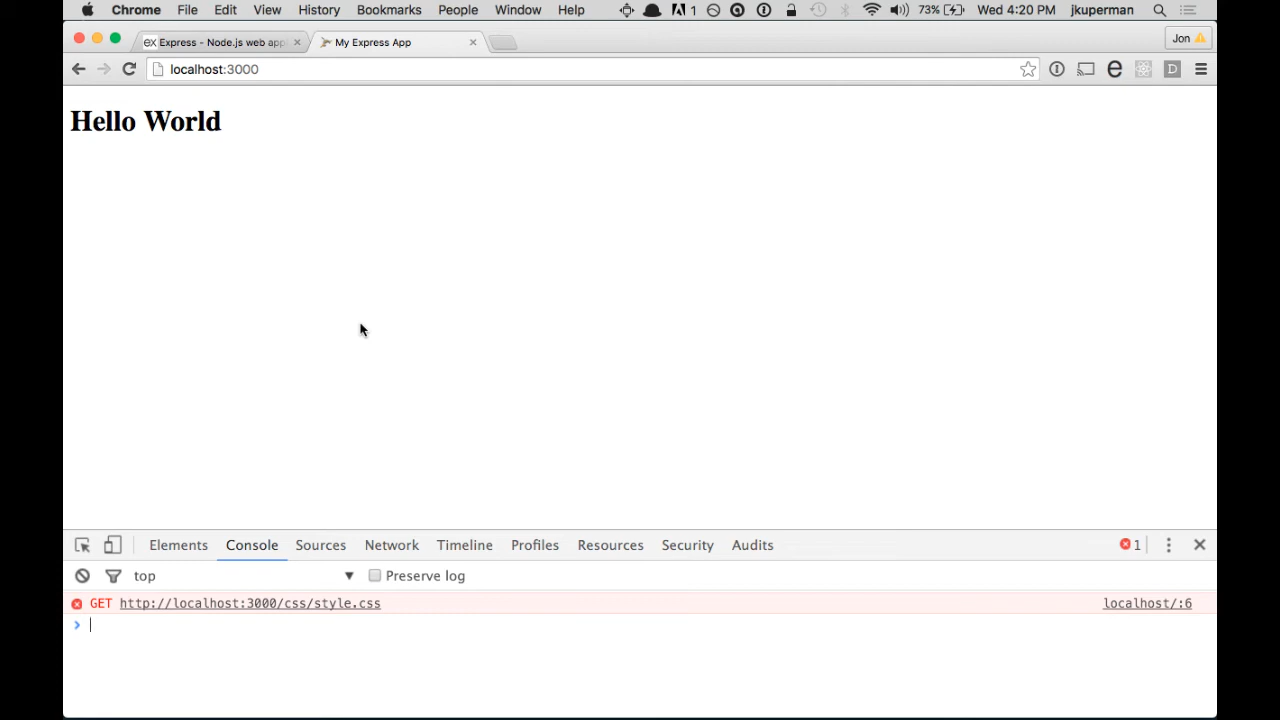 Chrome File Edit View History Bookmarks People Window Help 1 73% Wed 4:20 PM jkuperman
ex Express - Node.js web app My Express App Jon
localhost:3000 e D
Hello World
Elements Console Sources Network Timeline Profiles Resources Security Audits 1
top Preserve log
GET http://localhost:3000/css/style.css localhost/:6